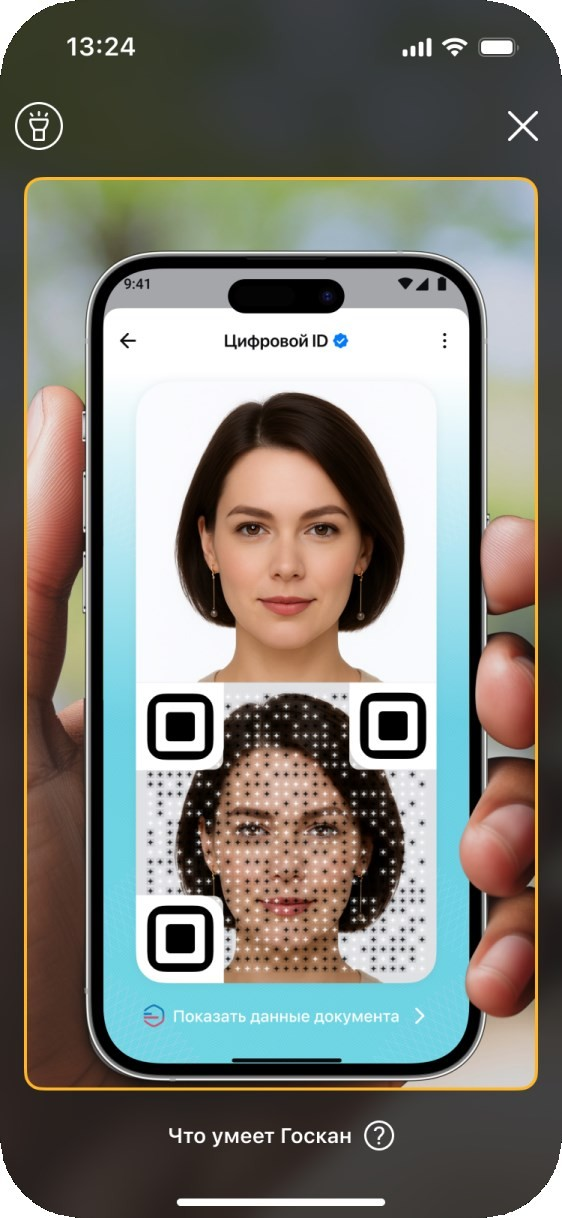 13:24
9:41
Цифровой ID
Показать данные документа
Что умеет Госкан
?